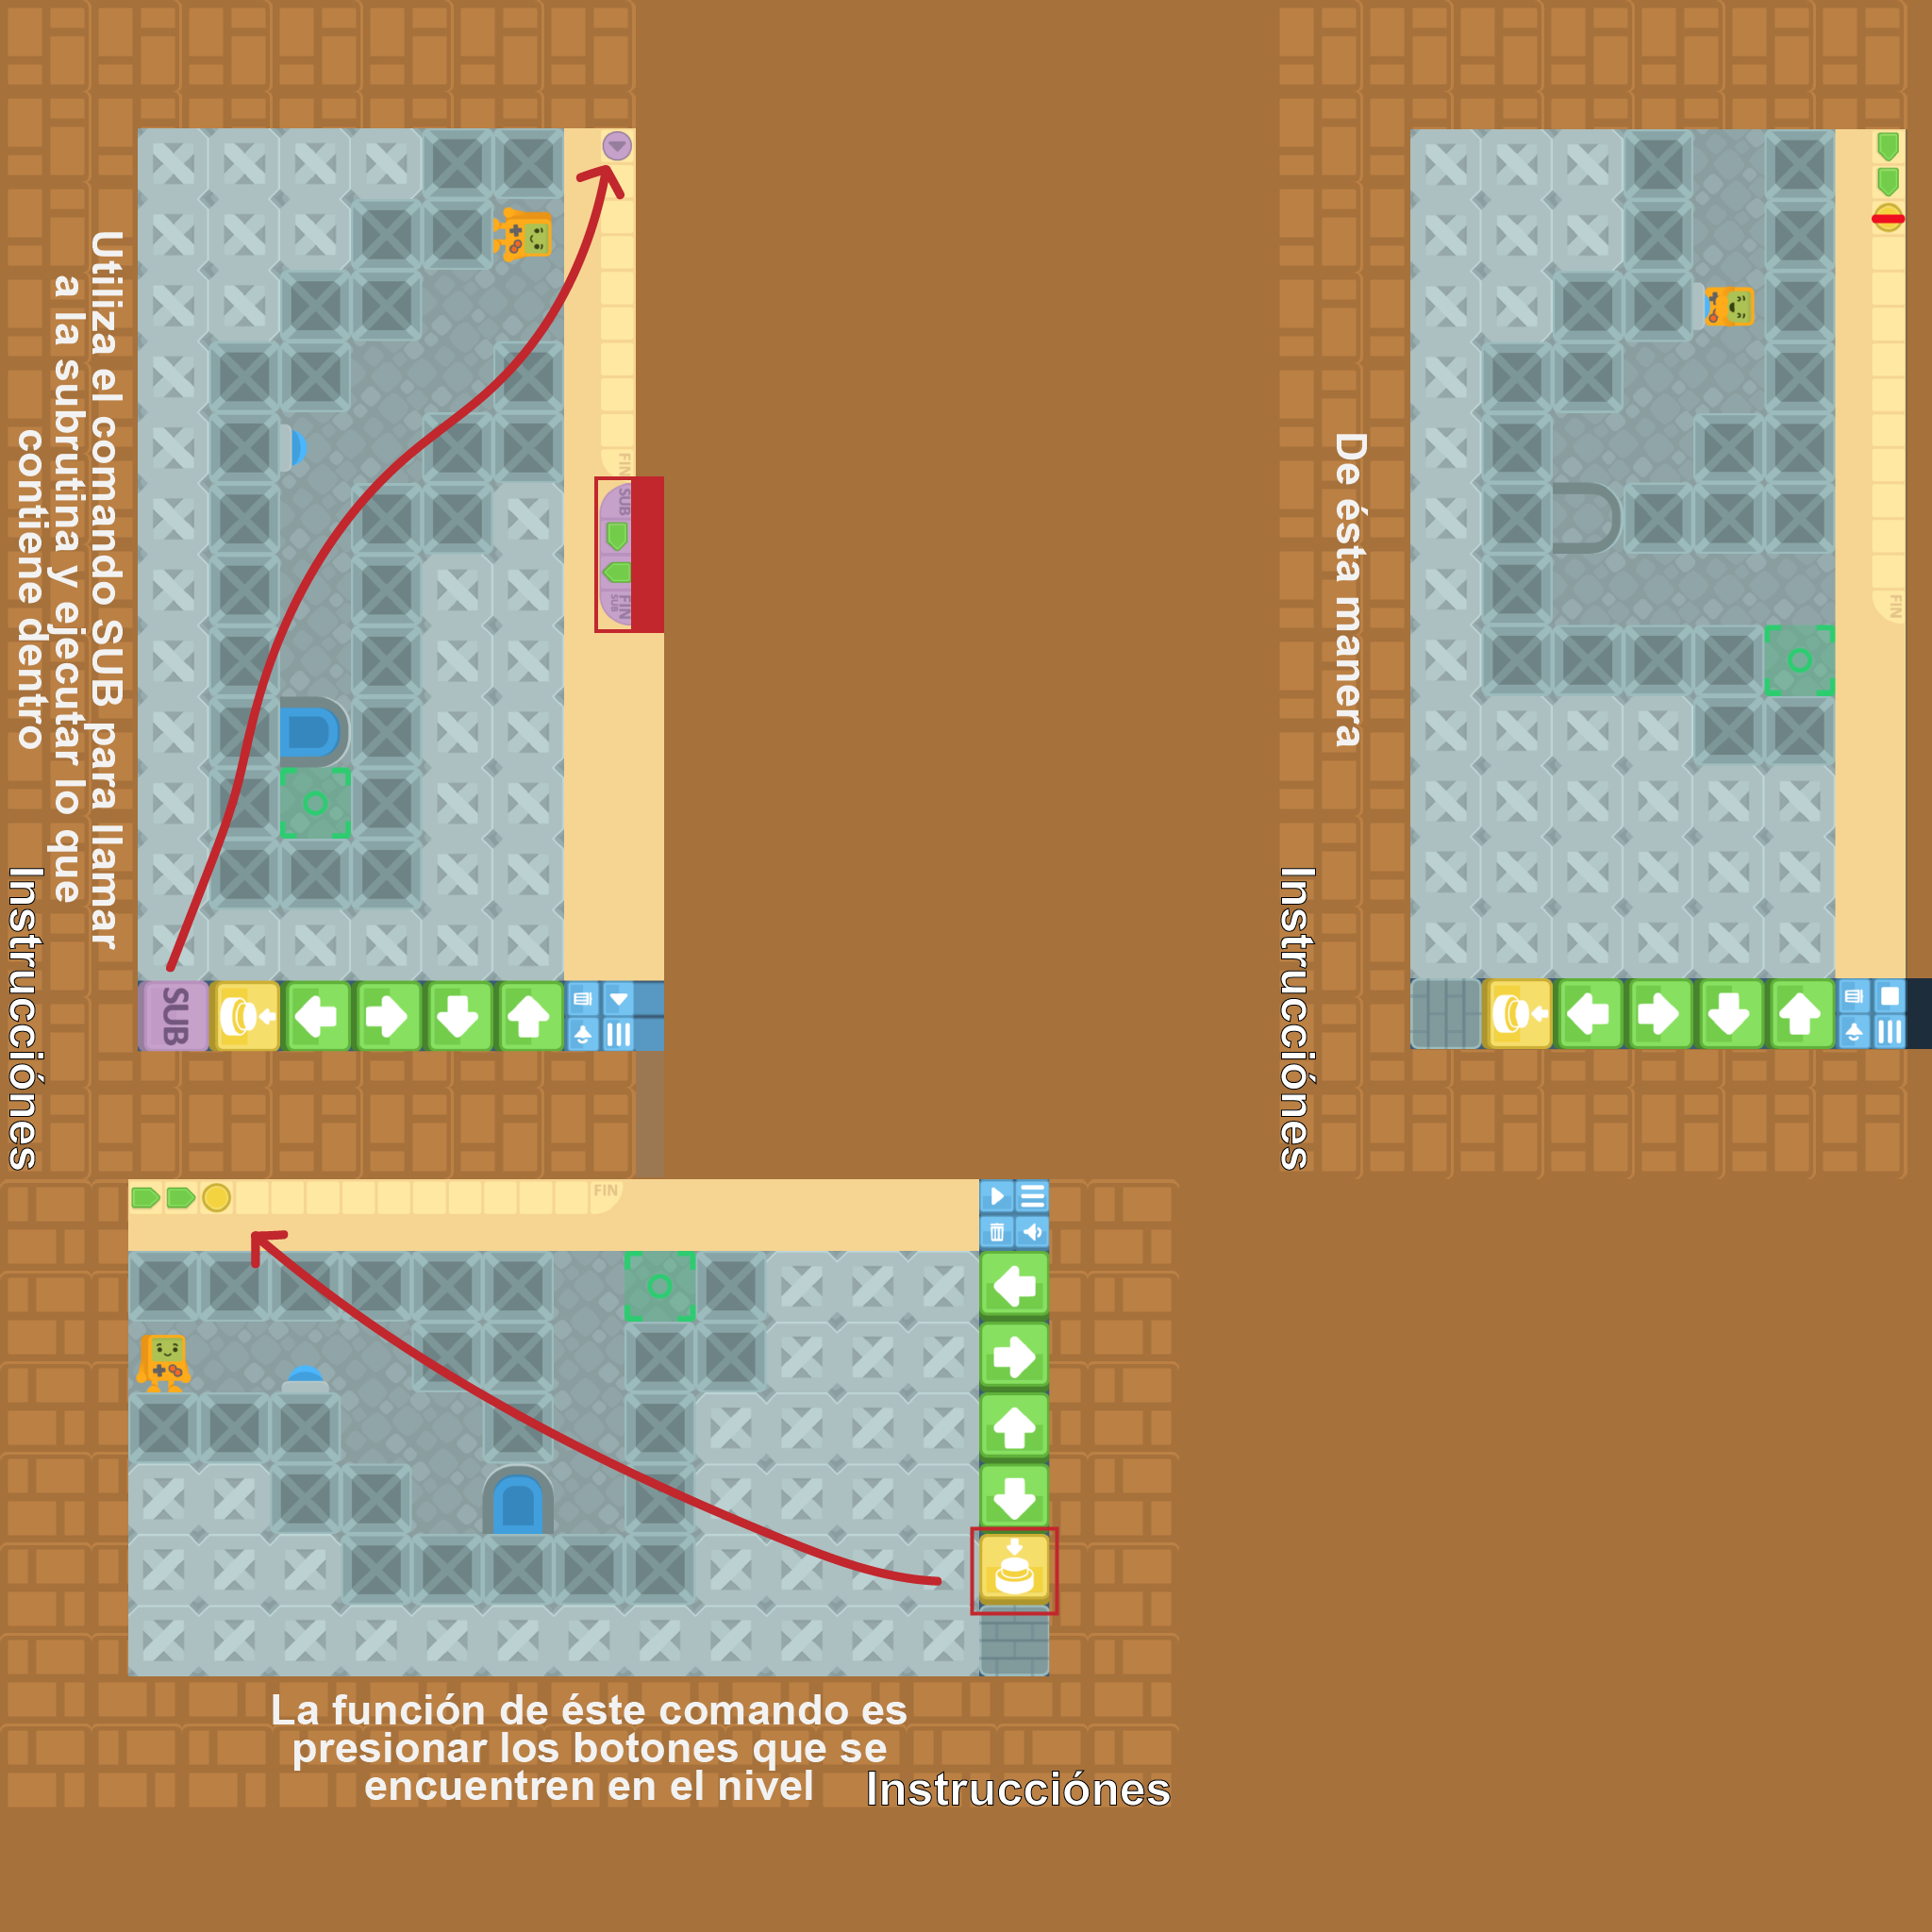 FIN
SUB
FIN
SUB
SUB
Utiliza el comando SUB para llamar
a la subrutina y ejecutar lo que
contiene dentro
Instrucciónes
FIN
De ésta manera
Instrucciónes
FIN
La función de éste comando es
presionar los botones que se
encuentren en el nivel
Instrucciónes